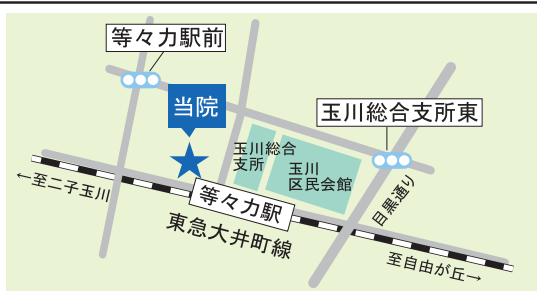 等々力駅前
当院
玉川総合支所東
玉川総合
支所
玉川
区民会館
等々力駅
←至二子玉川
東急大井町線
目黒通り
至自由が丘→